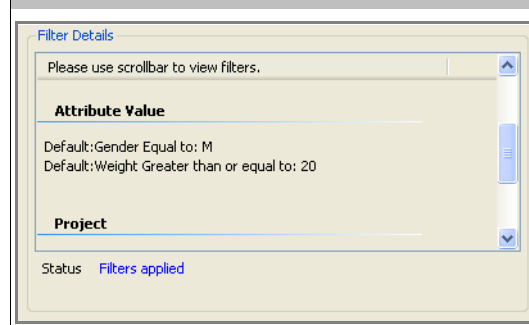 Filter Details
Please use scrollbar to view filters.
Attribute Value
Default:Gender Equal to: M
Default:Weight Greater than or equal to: 20
Project
Status Filters applied